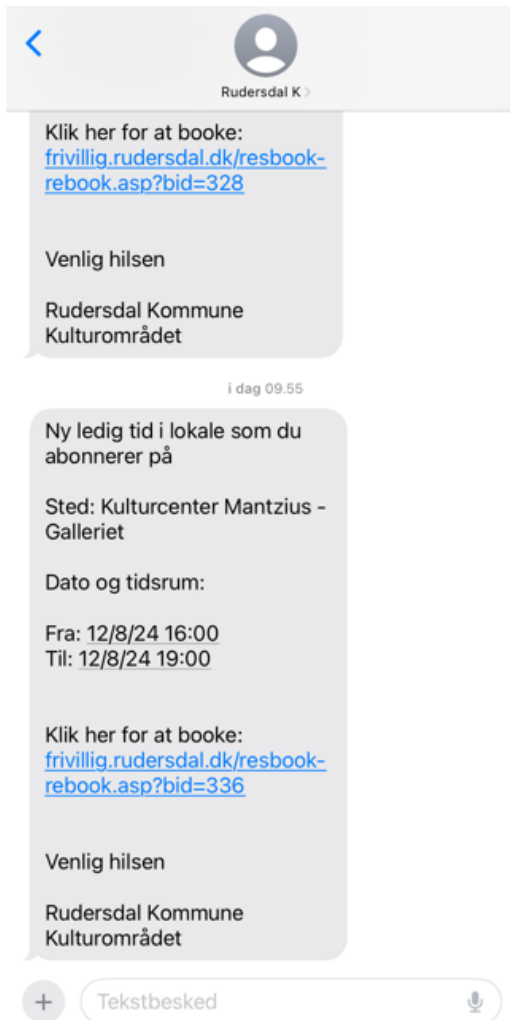 Rudersdal K
Klik her for at booke:
frivillig.rudersdal.dk/resbook-
rebook.asp?bid=328
Venlig hilsen
Rudersdal Kommune
Kulturområdet
i dag 09.55
Ny ledig tid i lokale som du
abonnerer på
Sted: Kulturcenter Mantzius -
Galleriet
Dato og tidsrum:
Fra: 12/8/24 16:00
Til: 12/8/24 19:00
Klik her for at booke:
frivillig.rudersdal.dk/resbook-
rebook.asp?bid=336
Venlig hilsen
Rudersdal Kommune
Kulturområdet
Tekstbesked